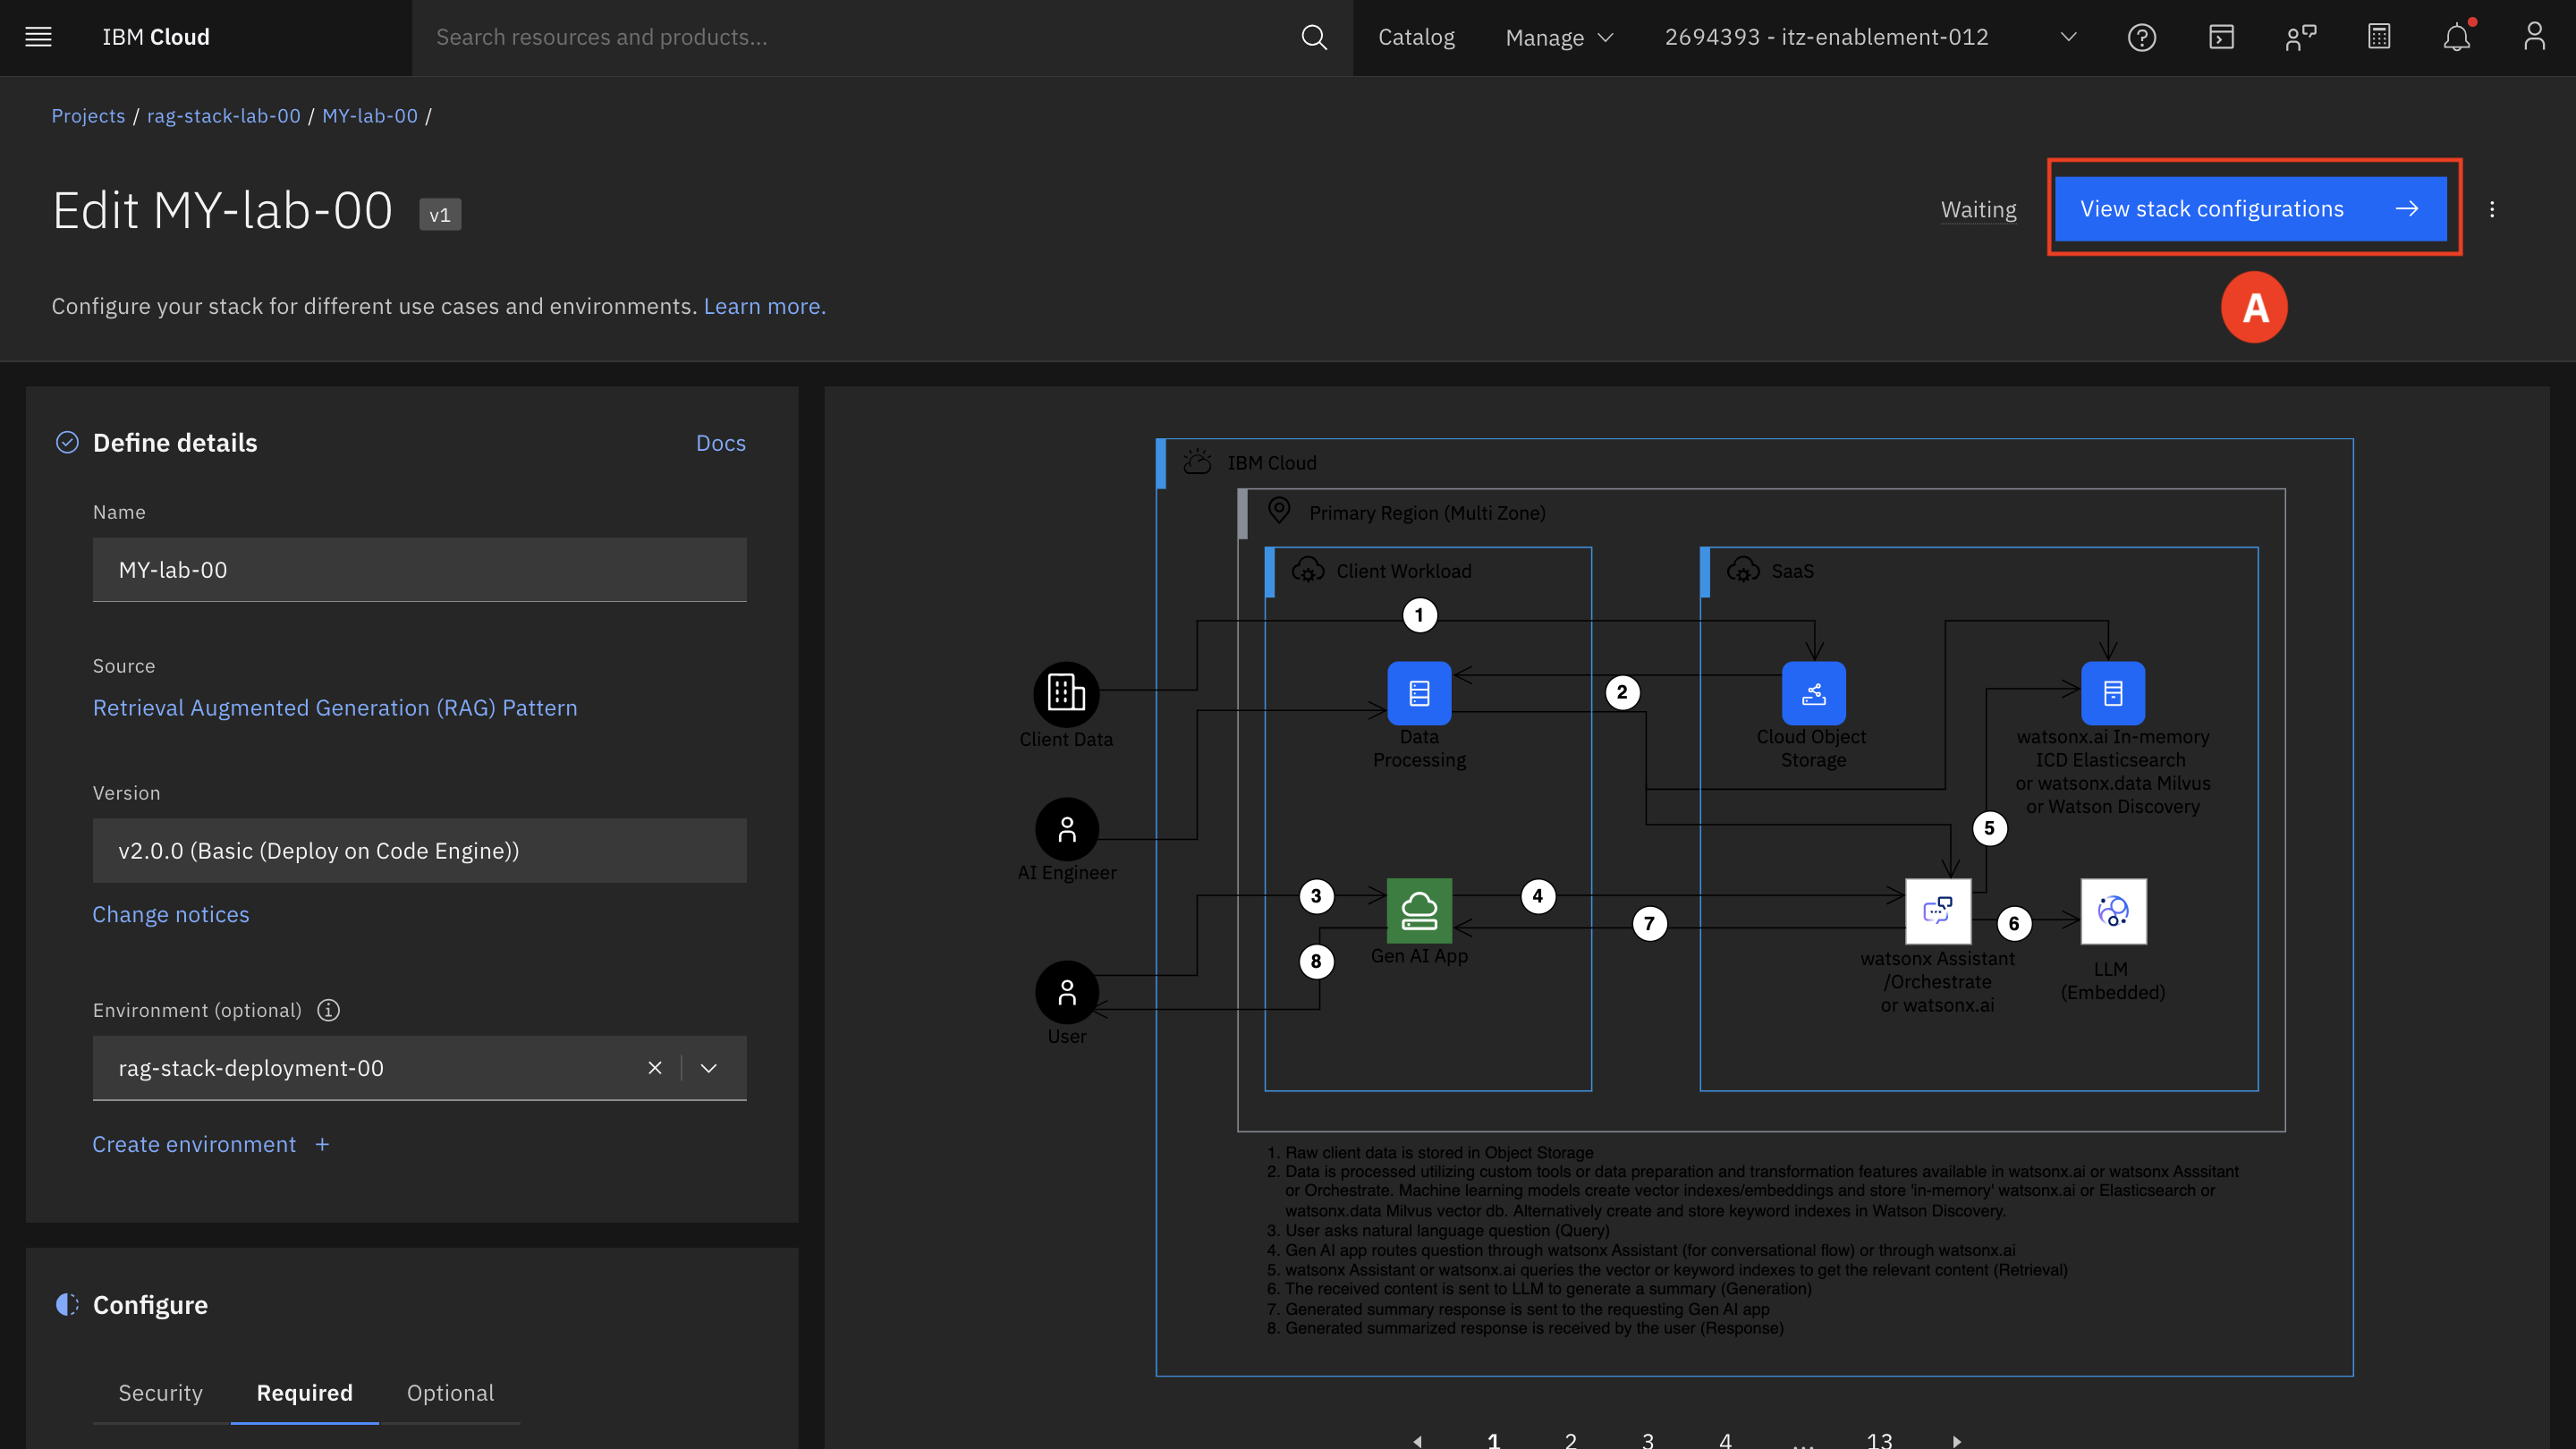 IBM Cloud
Search resources and products...
Catalog
Manage
2694393 - itz-enablement-012
Projects / rag-stack-lab-00 / MY-lab-00 /
Edit MY-lab-00
v1
Waiting
View stack configurations
A
Configure your stack for different use cases and environments. Learn more.
Define details
Docs
Name
MY-lab-00
Source
Retrieval Augmented Generation (RAG) Pattern
Version
v2.0.0 (Basic (Deploy on Code Engine))
Change notices
Environment (optional)
rag-stack-deployment-00
Create environment +
Configure
Security
Required
Optional
IBM Cloud
Primary Region (Multi Zone)
Client Workload
SaaS
1
2
Client Data
Data
Processing
Cloud Object
Storage
watsonx.ai In-memory
ICD Elasticsearch
or watsonx.data Milvus
or Watson Discovery
5
AI Engineer
3
4
7
6
8
Gen AI App
watsonx Assistant
/Orchestrate
or watsonx.ai
LLM
(Embedded)
User
1. Raw client data is stored in Object Storage
2. Data is processed utilizing custom tools or data preparation and transformation features available in watsonx.ai or watsonx Asssitant
or Orchestrate. Machine learning models create vector indexes/embeddings and store 'in-memory' watsonx.ai or Elasticsearch or
watsonx.data Milvus vector db. Alternatively create and store keyword indexes in Watson Discovery.
3. User asks natural language question (Query)
4. Gen AI app routes question through watsonx Assistant (for conversational flow) or through watsonx.ai
5. watsonx Assistant or watsonx.ai queries the vector or keyword indexes to get the relevant content (Retrieval)
6. The received content is sent to LLM to generate a summary (Generation)
7. Generated summary response is sent to the requesting Gen AI app
8. Generated summarized response is received by the user (Response)
1 2 3 4 ... 13